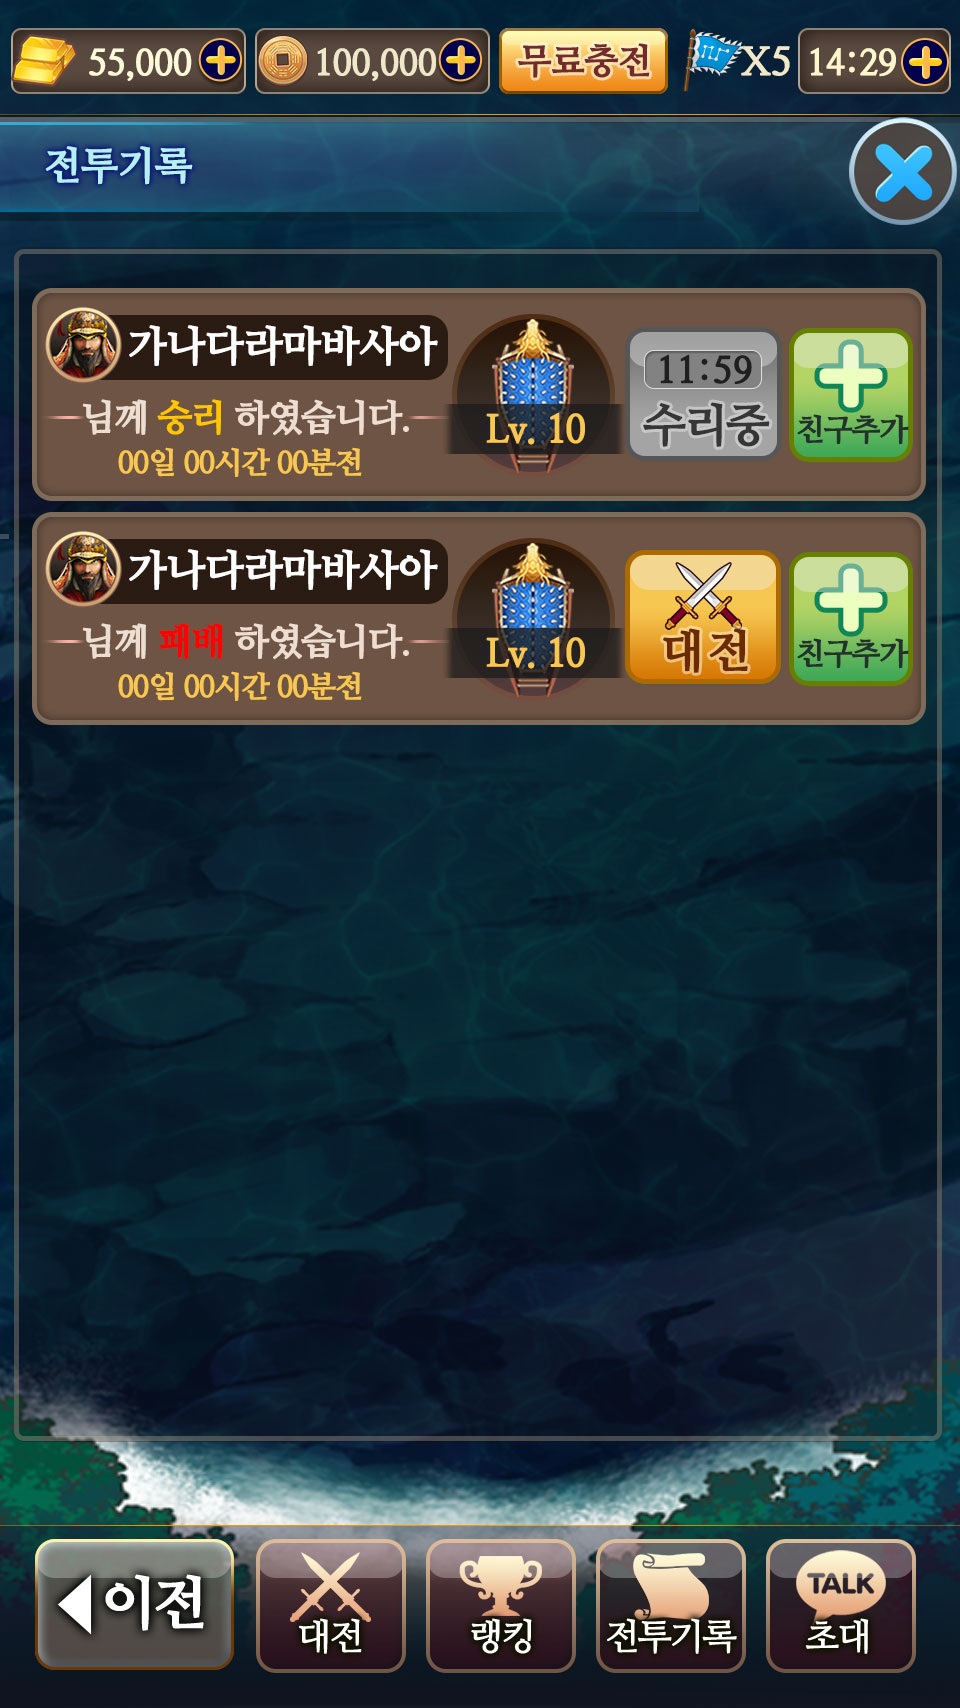 55,000 100,000 무료충전 X5 14:29
전투기록
가나다라마바사아
님께 승리 하였습니다.
00일 00시간 00분전
Lv. 10
11:59
수리중
친구추가
가나다라마바사아
님께 패배 하였습니다.
00일 00시간 00분전
Lv. 10
대전
친구추가
이전
대전
랭킹
전투기록
TALK
초대